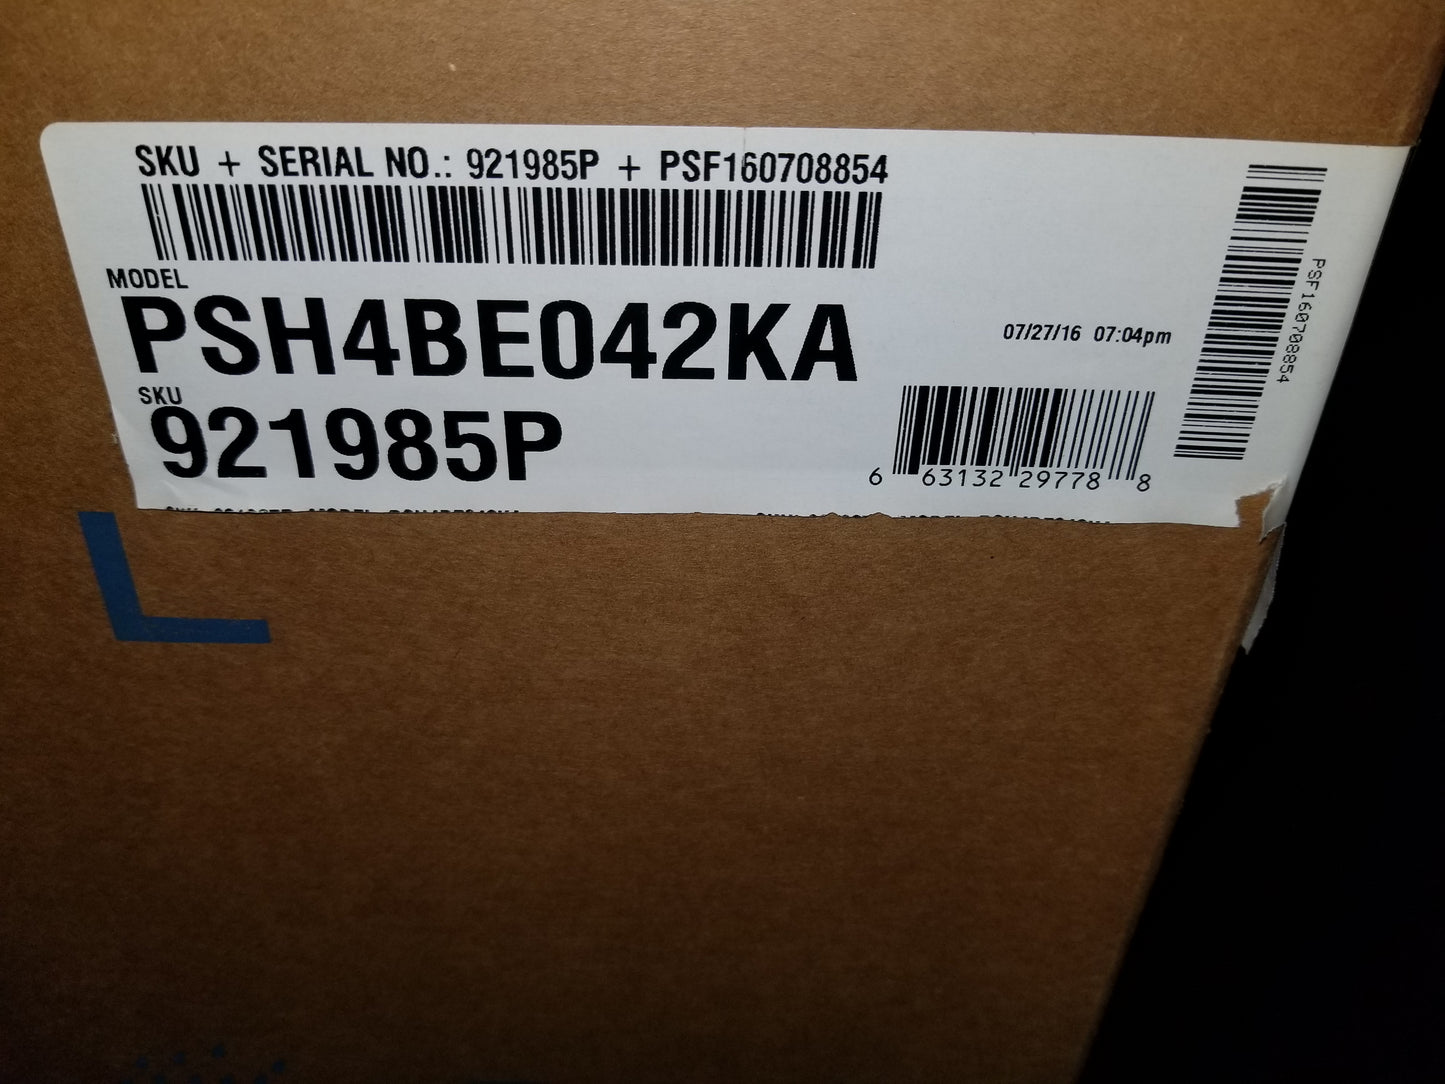 SKU + SERIAL NO.: 921985P + PSF160708854
MODEL
PSH4BE042KA
07/27/16 07:04pm
SKU
921985P
6 63132 29778 8
PSF160708854